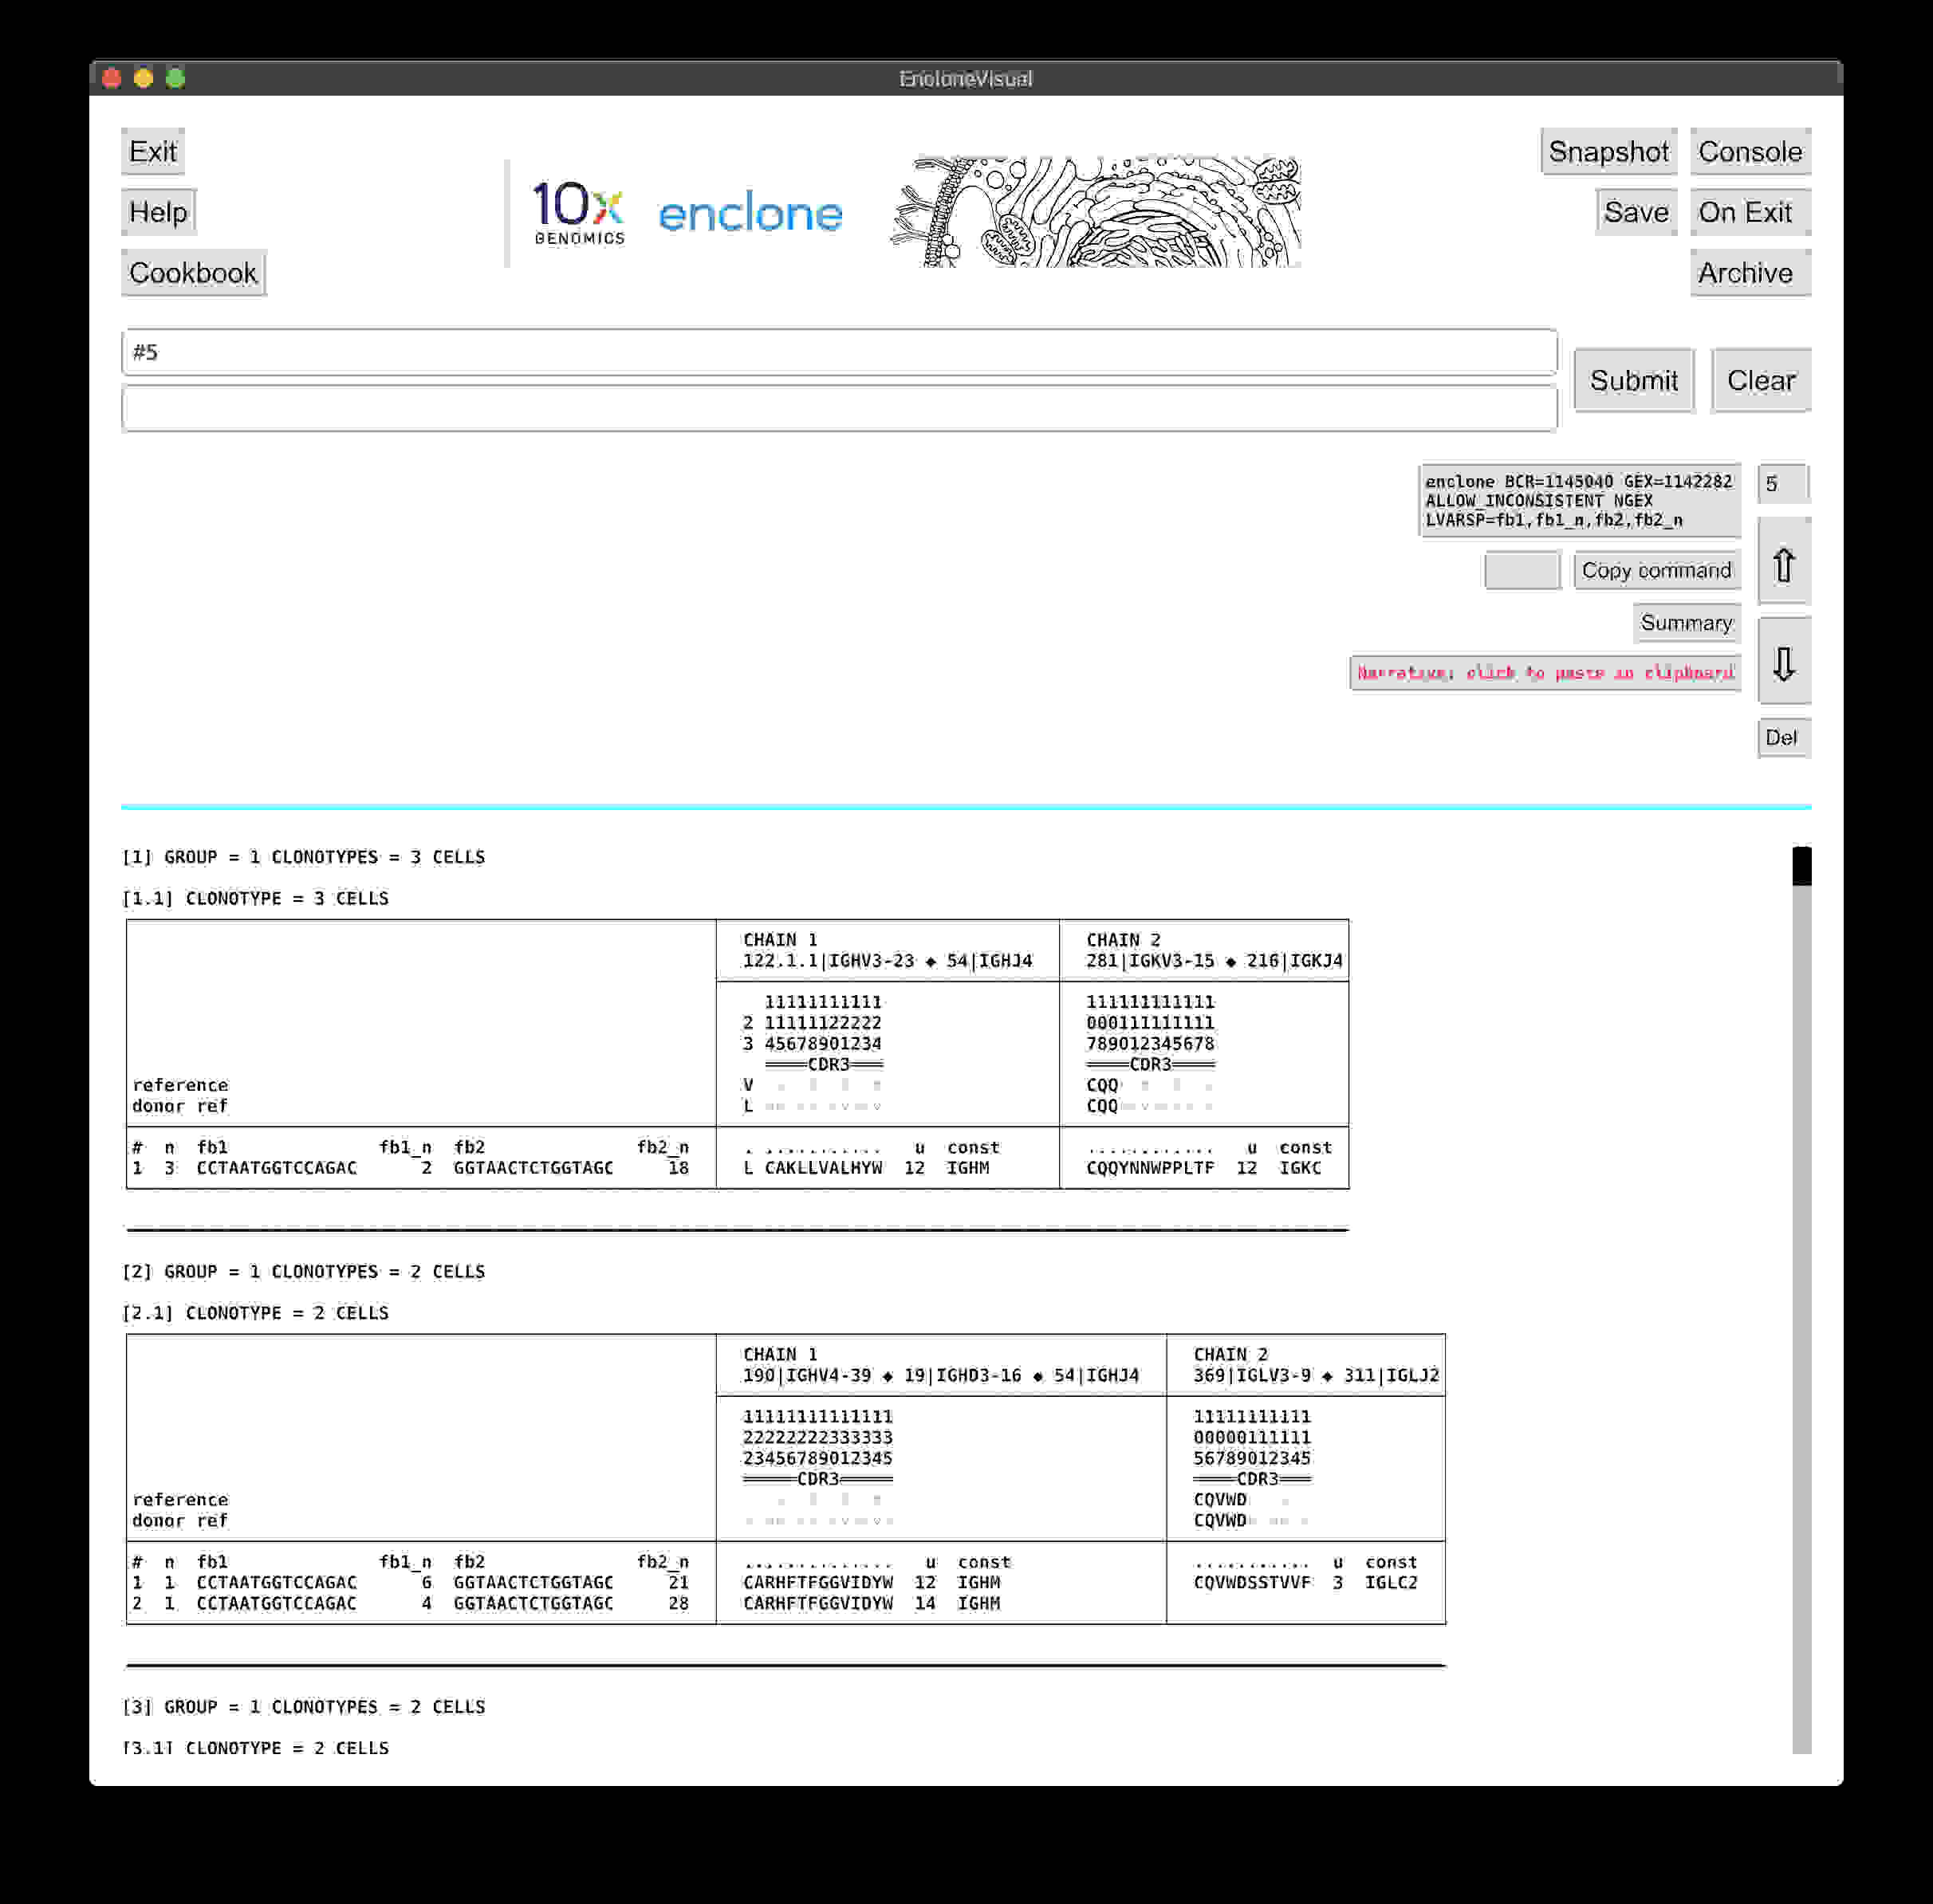 EncloneVisual
Exit
Snapshot Console
10x GENOMICS enclone
Help
Save On Exit
Cookbook
Archive
#5
Submit Clear
enclone BCR=1145040 GEX=1142282
ALLOW_INCONSISTENT NGEX
LVARSP=fb1,fb1_n,fb2,fb2_n
5
⇧
Copy command
Summary
Narrative: click to paste in clipboard
⇩
Del
[1] GROUP = 1 CLONOTYPES = 3 CELLS
[1.1] CLONOTYPE = 3 CELLS
CHAIN 1 CHAIN 2
122.1.1|IGHV3-23 ◆ 54|IGHJ4 281|IGKV3-15 ◆ 216|IGKJ4
11111111111 111111111111
2 11111122222 000111111111
3 45678901234 789012345678
════CDR3═══ ════CDR3════
reference V CQQ
donor ref L CQQ
# n fb1 fb1_n fb2 fb2_n . ........... u const ............ u const
1 3 CCTAATGGTCCAGAC 2 GGTAACTCTGGTAGC 18 L CAKLLVALHYW 12 IGHM CQQYNNWPPLTF 12 IGKC
[2] GROUP = 1 CLONOTYPES = 2 CELLS
[2.1] CLONOTYPE = 2 CELLS
CHAIN 1 CHAIN 2
190|IGHV4-39 ◆ 19|IGHD3-16 ◆ 54|IGHJ4 369|IGLV3-9 ◆ 311|IGLJ2
11111111111111 11111111111
22222222333333 00000111111
23456789012345 56789012345
═════CDR3═════ ════CDR3═══
reference CQVWD
donor ref CQVWD
# n fb1 fb1_n fb2 fb2_n .............. u const ........... u const
1 1 CCTAATGGTCCAGAC 6 GGTAACTCTGGTAGC 21 CARHFTFGGVIDYW 12 IGHM CQVWDSSTVVF 3 IGLC2
2 1 CCTAATGGTCCAGAC 4 GGTAACTCTGGTAGC 28 CARHFTFGGVIDYW 14 IGHM
[3] GROUP = 1 CLONOTYPES = 2 CELLS
[3.1] CLONOTYPE = 2 CELLS